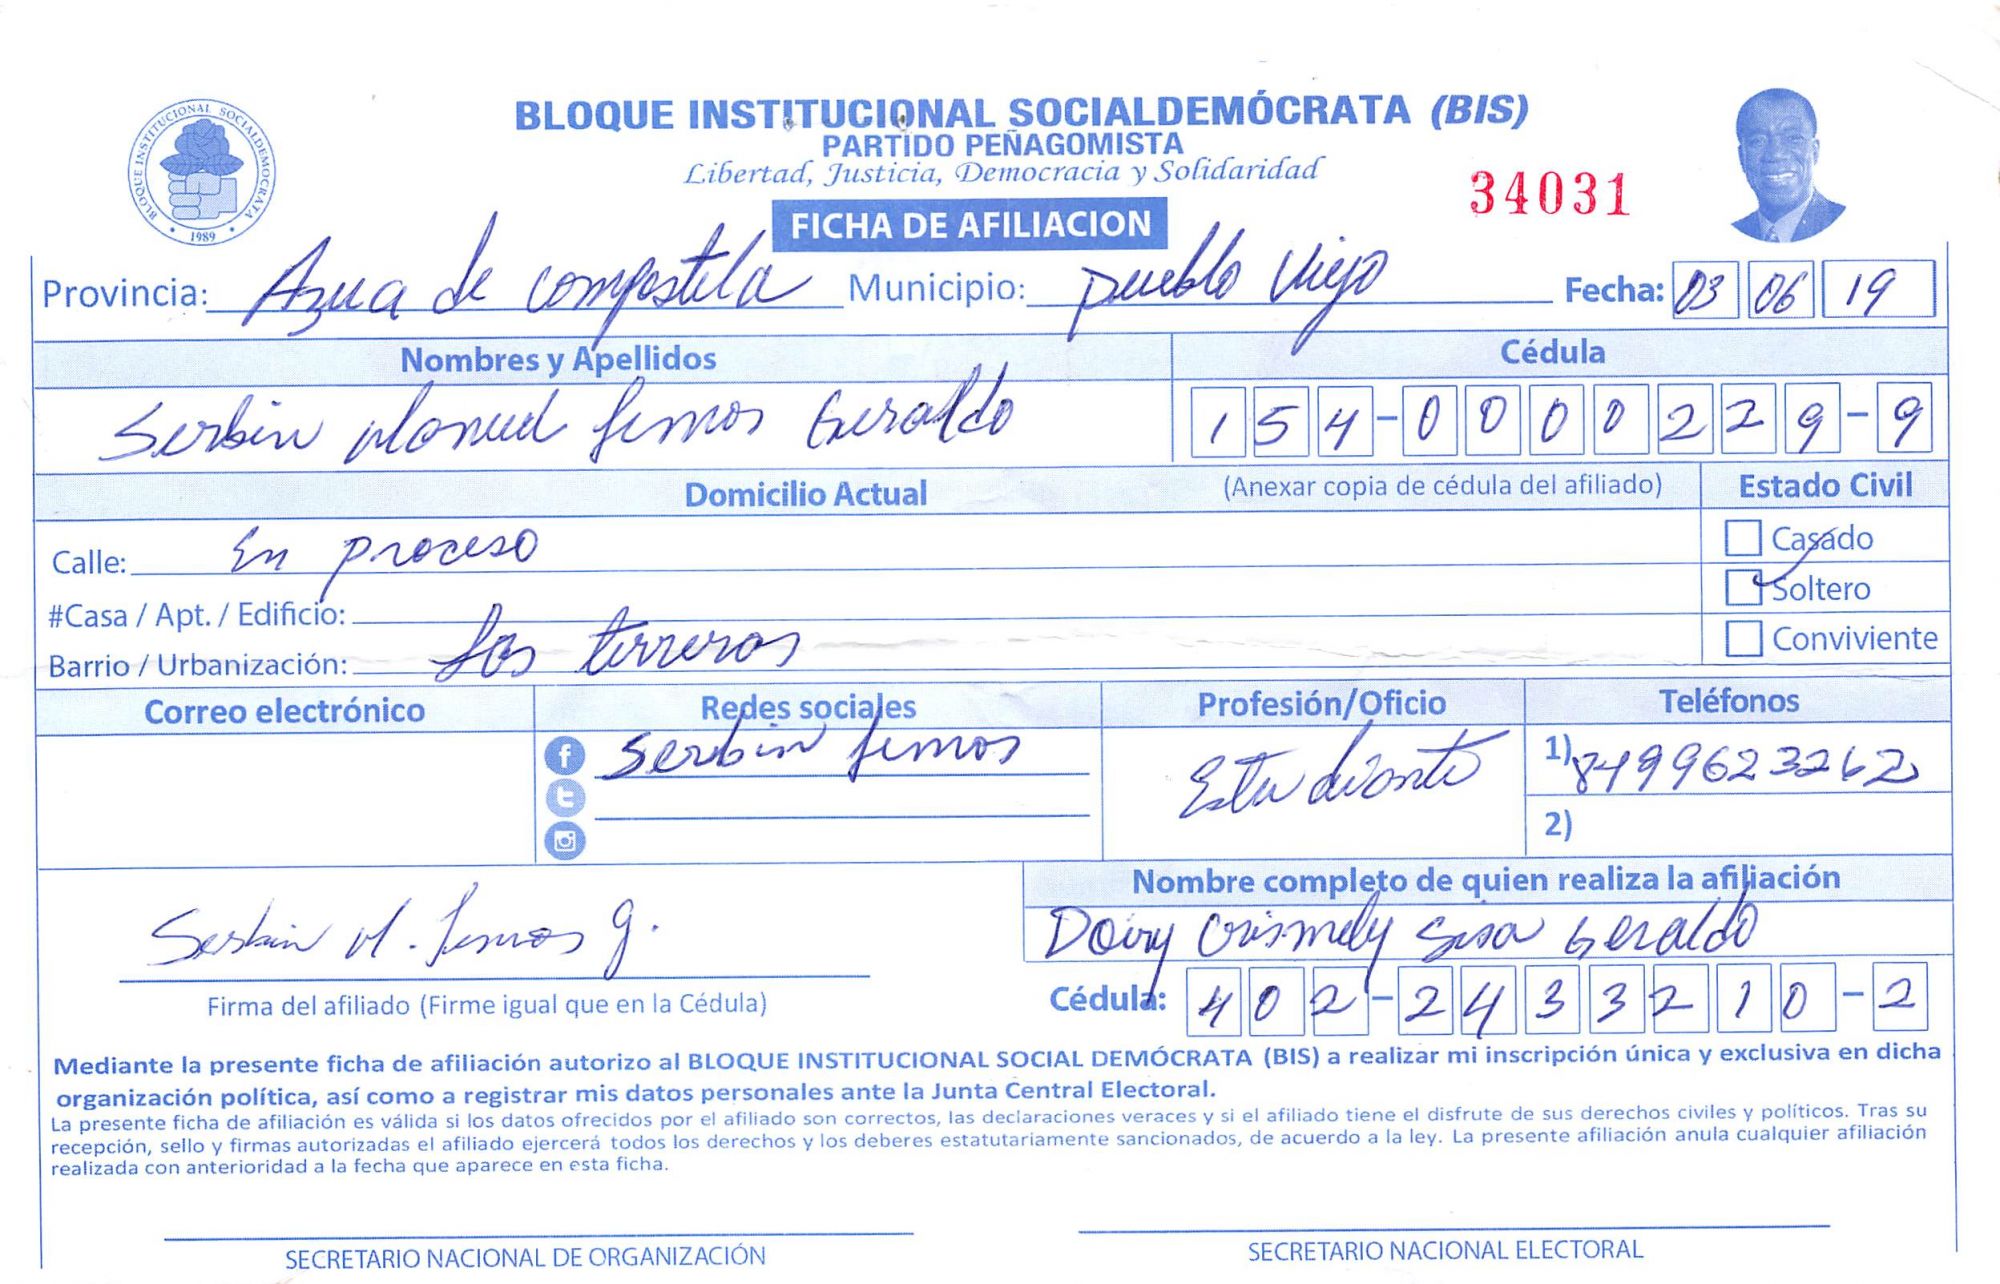 BLOQUE INSTITUCIONAL SOCIALDEMÓCRATA (BIS)
PARTIDO PEÑAGOMISTA
Libertad, Justicia, Democracia y Solidaridad
34031
BLOQUE INSTITUCIONAL SOCIALDEMOCRATA
1989
FICHA DE AFILIACION
Provincia: Azua de compostela Municipio: pueblo viejo Fecha: 03 06 19
Nombres y Apellidos Cédula
Serbin Manuel Lemos Geraldo 154-0000229-9
Domicilio Actual (Anexar copia de cédula del afiliado) Estado Civil
Calle: En proceso Casado
#Casa / Apt. / Edificio: Soltero
Barrio / Urbanización: Los terreros Conviviente
Correo electrónico Redes sociales Profesión/Oficio Teléfonos
Serbin Lemos Estudiante 1) 8499623262
2)
Nombre completo de quien realiza la afiliación
Serbin M. Lemos G. Doiry Crismely Sisa Geraldo
Firma del afiliado (Firme igual que en la Cédula) Cédula: 402-2433210-2
Mediante la presente ficha de afiliación autorizo al BLOQUE INSTITUCIONAL SOCIAL DEMÓCRATA (BIS) a realizar mi inscripción única y exclusiva en dicha
organización política, así como a registrar mis datos personales ante la Junta Central Electoral.
La presente ficha de afiliación es válida si los datos ofrecidos por el afiliado son correctos, las declaraciones veraces y si el afiliado tiene el disfrute de sus derechos civiles y políticos. Tras su
recepción, sello y firmas autorizadas el afiliado ejercerá todos los derechos y los deberes estatutariamente sancionados, de acuerdo a la ley. La presente afiliación anula cualquier afiliación
realizada con anterioridad a la fecha que aparece en esta ficha.
SECRETARIO NACIONAL DE ORGANIZACIÓN SECRETARIO NACIONAL ELECTORAL